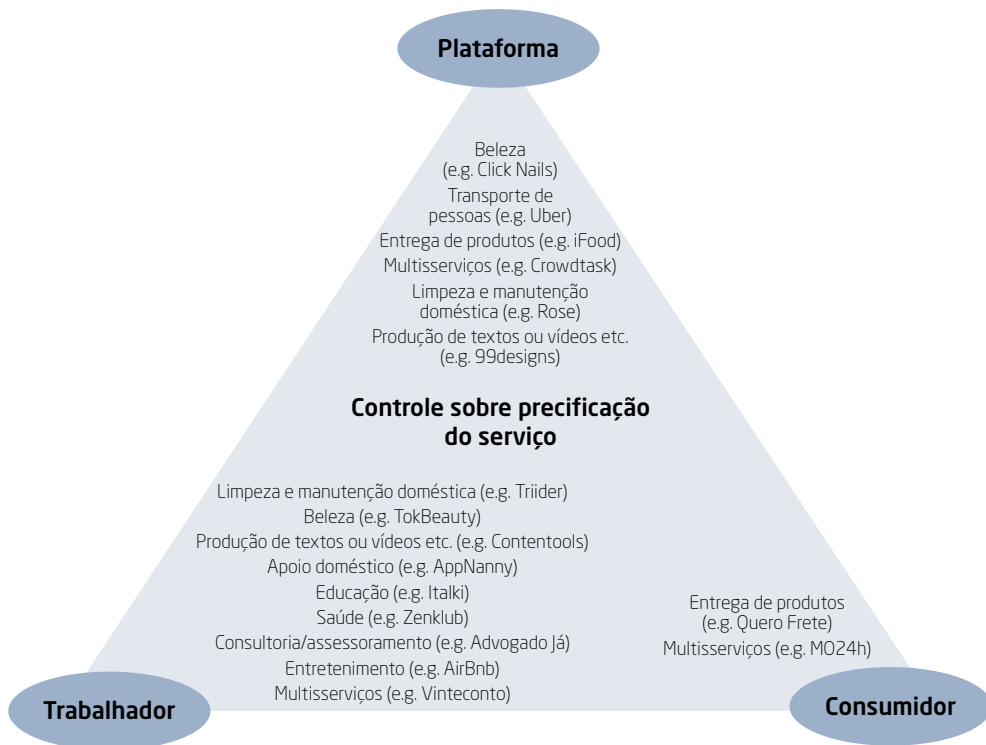 Plataforma
Beleza
(e.g. Click Nails)
Transporte de
pessoas (e.g. Uber)
Entrega de produtos (e.g. iFood)
Multisserviços (e.g. Crowdtask)
Limpeza e manutenção
doméstica (e.g. Rose)
Produção de textos ou vídeos etc.
(e.g. 99designs)
Controle sobre precificação
do serviço
Limpeza e manutenção doméstica (e.g. Triider)
Beleza (e.g. TokBeauty)
Produção de textos ou vídeos etc. (e.g. Contentools)
Apoio doméstico (e.g. AppNanny)
Educação (e.g. Italki)
Saúde (e.g. Zenklub)
Consultoria/assessoramento (e.g. Advogado Já)
Entretenimento (e.g. AirBnb)
Multisserviços (e.g. Vinteconto)
Entrega de produtos
(e.g. Quero Frete)
Multisserviços (e.g. MO24h)
Trabalhador
Consumidor